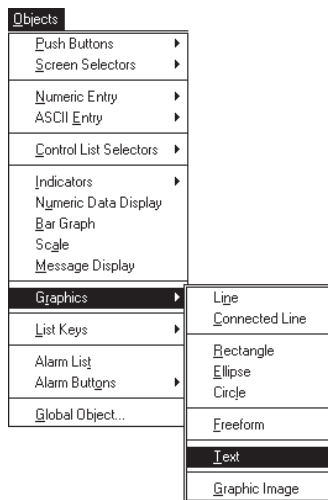 Objects
Push Buttons
Screen Selectors
Numeric Entry
ASCII Entry
Control List Selectors
Indicators
Numeric Data Display
Bar Graph
Scale
Message Display
Graphics
List Keys
Alarm List
Alarm Buttons
Global Object...
Line
Connected Line
Rectangle
Ellipse
Circle
Freeform
Text
Graphic Image